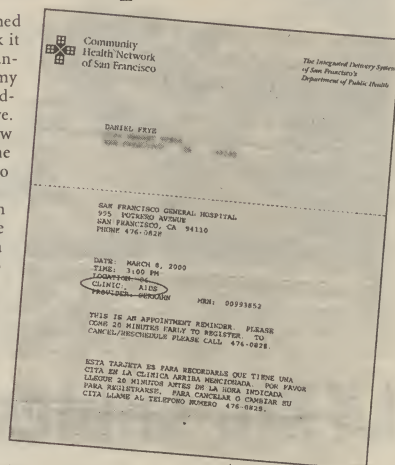 Community
Health Network
of San Francisco
The Integrated Delivery System
of San Francisco's
Department of Public Health
DANIEL FRYE
SAN FRANCISCO GENERAL HOSPITAL
995 POTRERO AVENUE
SAN FRANCISCO, CA 94110
PHONE 476-0828
DATE: MARCH 8, 2000
TIME: 3:00 PM
CLINIC: AIDS
MRN: 00993852
THIS IS AN APPOINTMENT REMINDER. PLEASE
COME 20 MINUTES EARLY TO REGISTER. TO
CANCEL/RESCHEDULE PLEASE CALL 476-0828.
ESTA TARJETA ES PARA RECORDARLE QUE TIENE UNA
CITA EN LA CLINICA ARRIBA MENCIONADA. POR FAVOR
LLEGUE 20 MINUTOS ANTES DE LA HORA INDICADA
PARA REGISTRARSE. PARA CANCELAR O CAMBIAR SU
CITA LLAME AL TELEFONO NUMERO 476-0828.